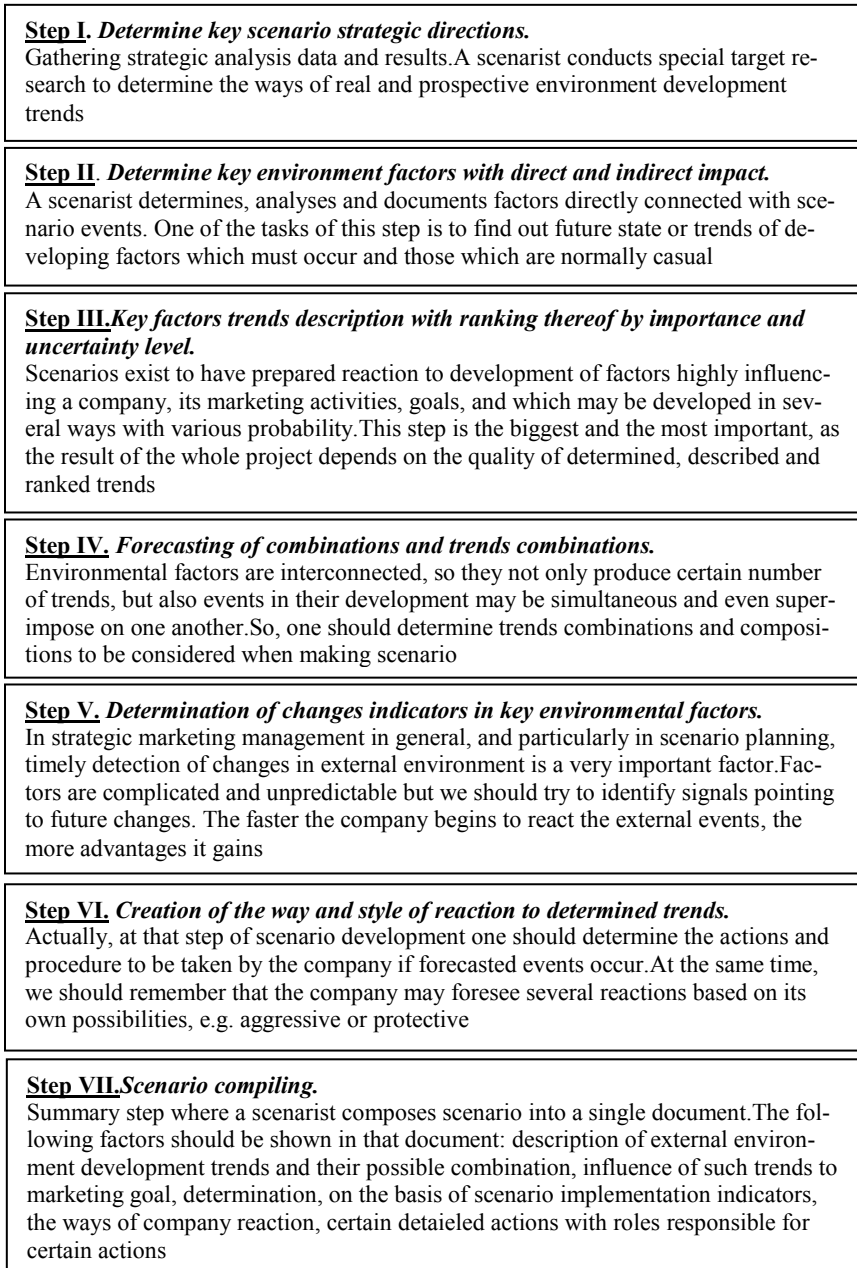 Step I. Determine key scenario strategic directions.
Gathering strategic analysis data and results.A scenarist conducts special target re-
search to determine the ways of real and prospective environment development
trends
Step II. Determine key environment factors with direct and indirect impact.
A scenarist determines, analyses and documents factors directly connected with sce-
nario events. One of the tasks of this step is to find out future state or trends of de-
veloping factors which must occur and those which are normally casual
Step III.Key factors trends description with ranking thereof by importance and
uncertainty level.
Scenarios exist to have prepared reaction to development of factors highly influenc-
ing a company, its marketing activities, goals, and which may be developed in sev-
eral ways with various probability.This step is the biggest and the most important, as
the result of the whole project depends on the quality of determined, described and
ranked trends
Step IV. Forecasting of combinations and trends combinations.
Environmental factors are interconnected, so they not only produce certain number
of trends, but also events in their development may be simultaneous and even super-
impose on one another.So, one should determine trends combinations and composi-
tions to be considered when making scenario
Step V. Determination of changes indicators in key environmental factors.
In strategic marketing management in general, and particularly in scenario planning,
timely detection of changes in external environment is a very important factor.Fac-
tors are complicated and unpredictable but we should try to identify signals pointing
to future changes. The faster the company begins to react the external events, the
more advantages it gains
Step VI. Creation of the way and style of reaction to determined trends.
Actually, at that step of scenario development one should determine the actions and
procedure to be taken by the company if forecasted events occur.At the same time,
we should remember that the company may foresee several reactions based on its
own possibilities, e.g. aggressive or protective
Step VII.Scenario compiling.
Summary step where a scenarist composes scenario into a single document.The fol-
lowing factors should be shown in that document: description of external environ-
ment development trends and their possible combination, influence of such trends to
marketing goal, determination, on the basis of scenario implementation indicators,
the ways of company reaction, certain detaieled actions with roles responsible for
certain actions